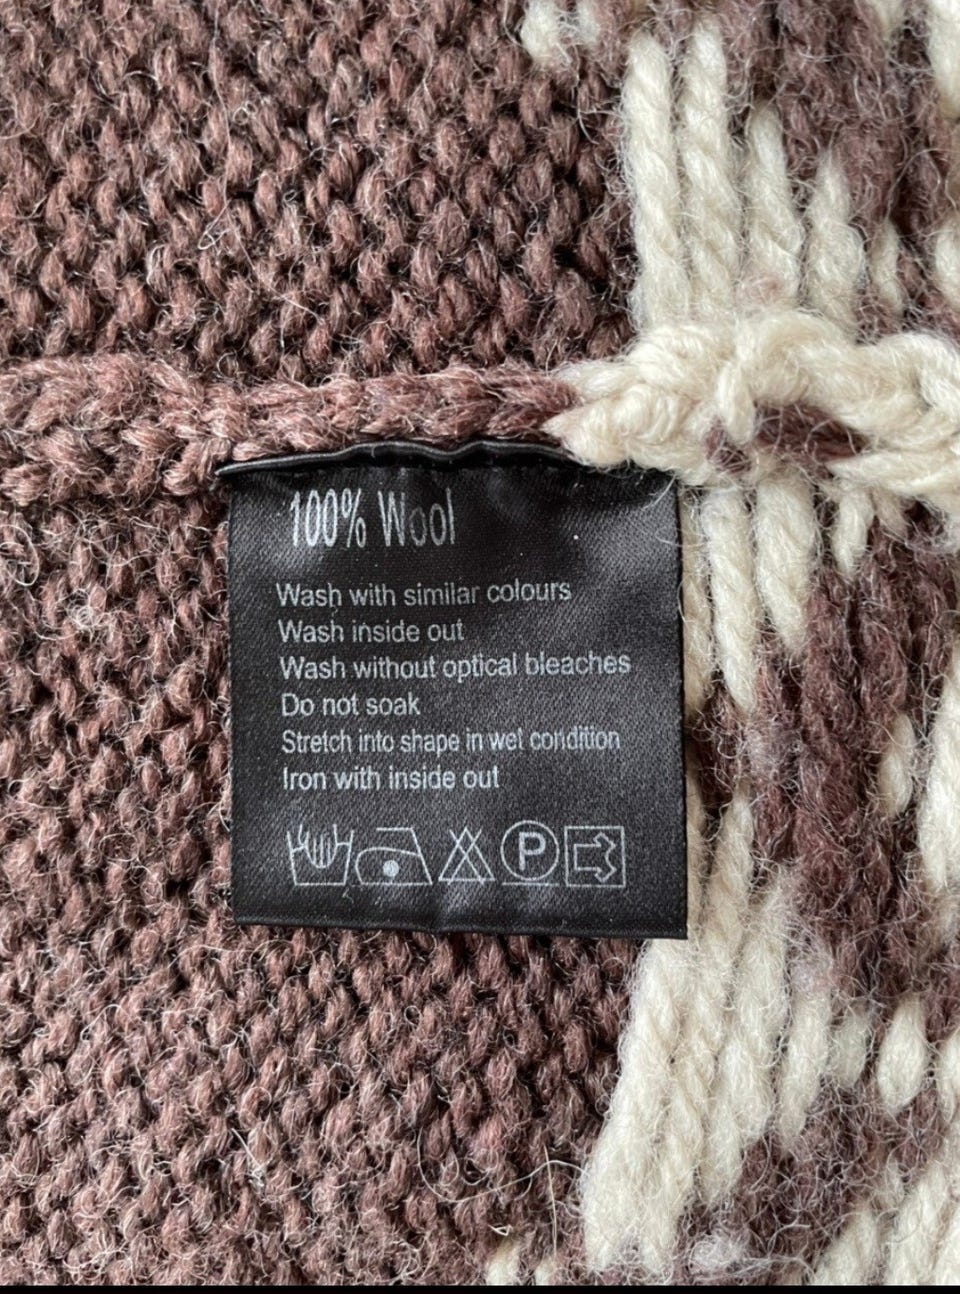 100% Wool
Wash with similar colours
Wash inside out
Wash without optical bleaches
Do not soak
Stretch into shape in wet condition
Iron with inside out
P